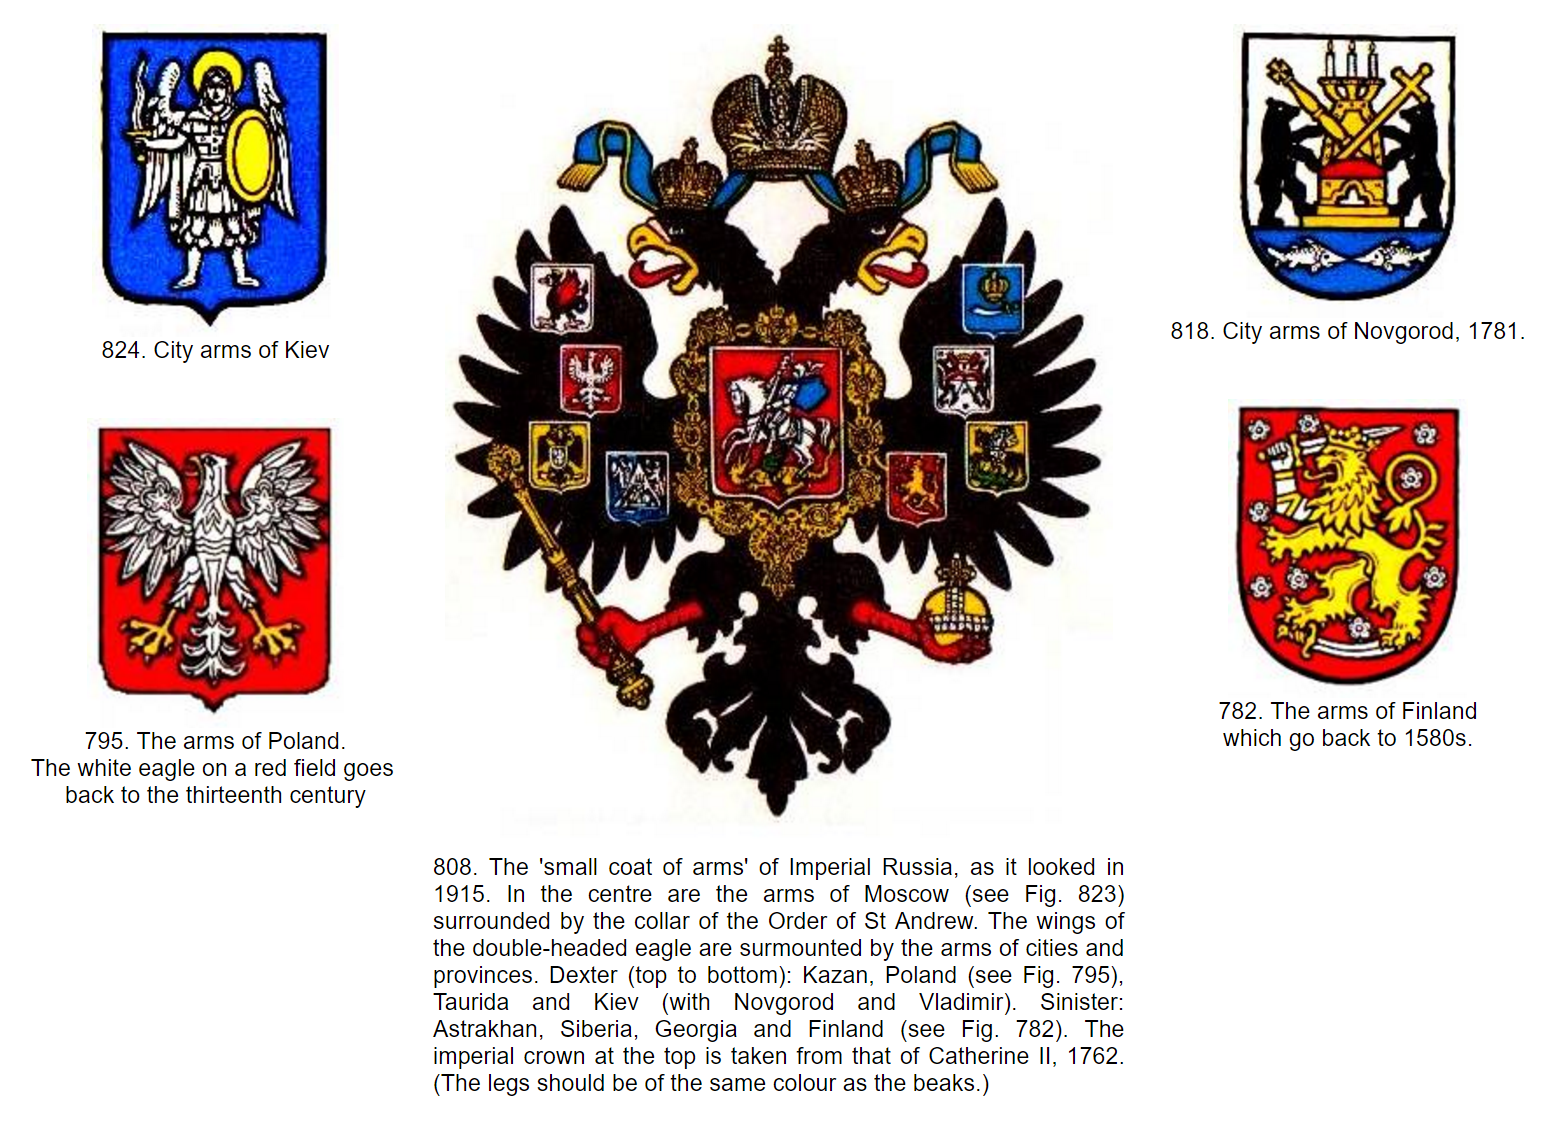 824. City arms of Kiev
818. City arms of Novgorod, 1781.
795. The arms of Poland.
The white eagle on a red field goes
back to the thirteenth century
782. The arms of Finland
which go back to 1580s.
808. The 'small coat of arms' of Imperial Russia, as it looked in
1915. In the centre are the arms of Moscow (see Fig. 823)
surrounded by the collar of the Order of St Andrew. The wings of
the double-headed eagle are surmounted by the arms of cities and
provinces. Dexter (top to bottom): Kazan, Poland (see Fig. 795),
Taurida and Kiev (with Novgorod and Vladimir). Sinister:
Astrakhan, Siberia, Georgia and Finland (see Fig. 782). The
imperial crown at the top is taken from that of Catherine II, 1762.
(The legs should be of the same colour as the beaks.)